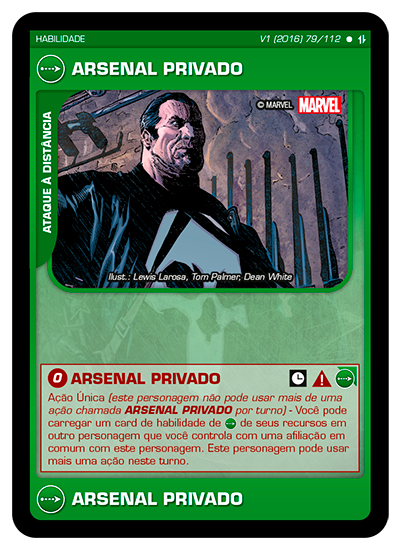 HABILIDADE V1 (2016) 79/112
ARSENAL PRIVADO
ATAQUE À DISTÂNCIA
© MARVEL MARVEL
Ilust.: Lewis Larosa, Tom Palmer, Dean White
0 ARSENAL PRIVADO
Ação Única (este personagem não pode usar mais de uma
ação chamada ARSENAL PRIVADO por turno) - Você pode
carregar um card de habilidade de de seus recursos em
outro personagem que você controla com uma afiliação em
comum com este personagem. Este personagem pode usar
mais uma ação neste turno.
ARSENAL PRIVADO